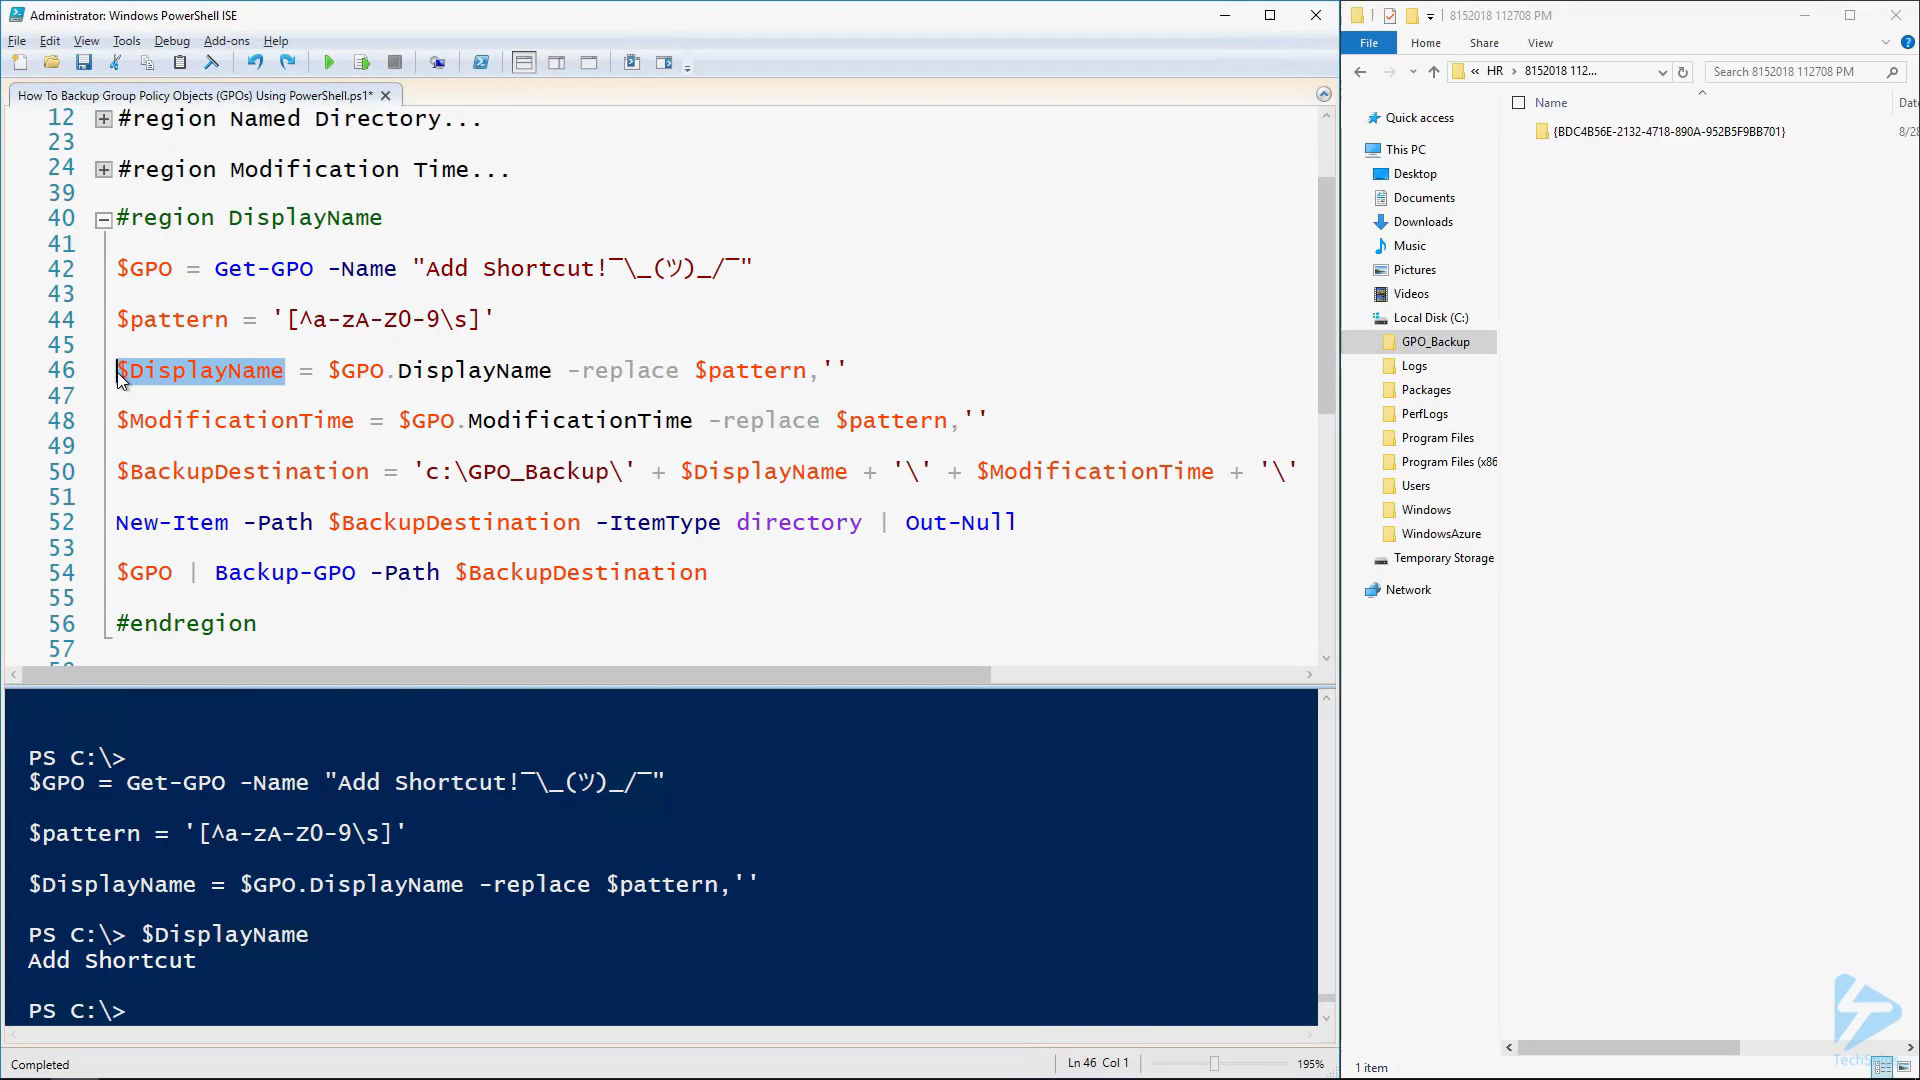 Administrator: Windows PowerShell ISE
File Edit View Tools Debug Add-ons Help
How To Backup Group Policy Objects (GPOs) Using PowerShell.ps1*
12 #region Named Directory...
23
24 #region Modification Time...
39
40 #region DisplayName
41
42 $GPO = Get-GPO -Name "Add Shortcut!¯\_(ツ)_/¯"
43
44 $pattern = '[^a-zA-Z0-9\s]'
45
46 $DisplayName = $GPO.DisplayName -replace $pattern,''
47
48 $ModificationTime = $GPO.ModificationTime -replace $pattern,''
49
50 $BackupDestination = 'c:\GPO_Backup\' + $DisplayName + '\' + $ModificationTime + '\'
51
52 New-Item -Path $BackupDestination -ItemType directory | Out-Null
53
54 $GPO | Backup-GPO -Path $BackupDestination
55
56 #endregion
57
PS C:\>
$GPO = Get-GPO -Name "Add Shortcut!¯\_(ツ)_/¯"
$pattern = '[^a-zA-Z0-9\s]'
$DisplayName = $GPO.DisplayName -replace $pattern,''
PS C:\> $DisplayName
Add Shortcut
PS C:\>
Completed
Ln 46 Col 1
195%
8152018 112708 PM
File Home Share View
« HR › 8152018 112...
Search 8152018 112708 PM
Name
{BDC4B56E-2132-4718-890A-952B5F9BB701}
8/28
Quick access
This PC
Desktop
Documents
Downloads
Music
Pictures
Videos
Local Disk (C:)
GPO_Backup
Logs
Packages
PerfLogs
Program Files
Program Files (x86
Users
Windows
WindowsAzure
Temporary Storage
Network
1 item